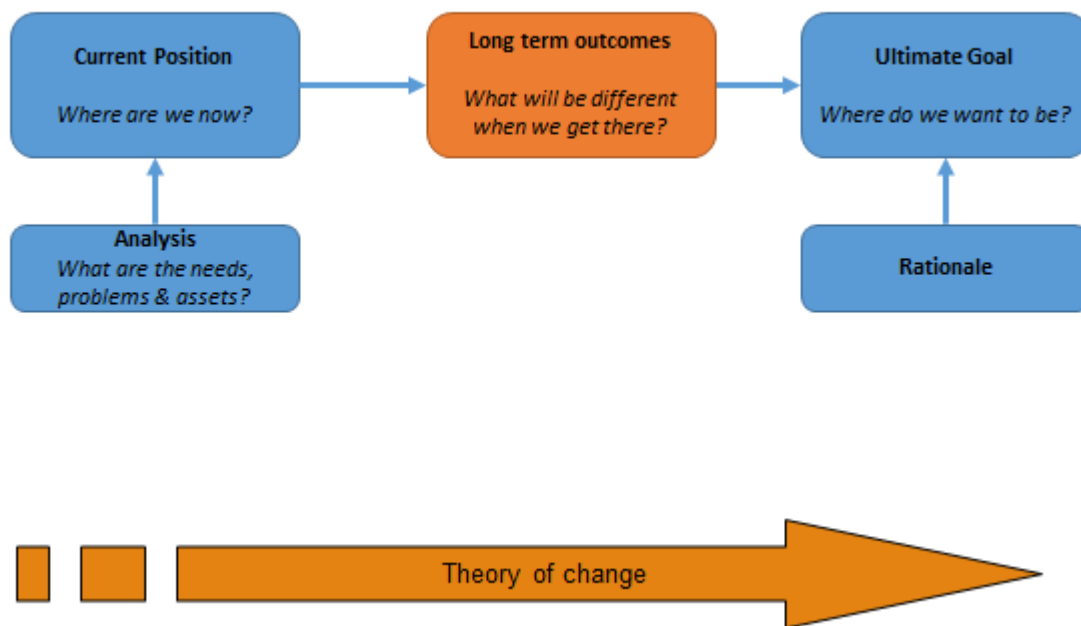 Current Position
Where are we now?
Long term outcomes
What will be different
when we get there?
Ultimate Goal
Where do we want to be?
Analysis
What are the needs,
problems & assets?
Rationale
Theory of change